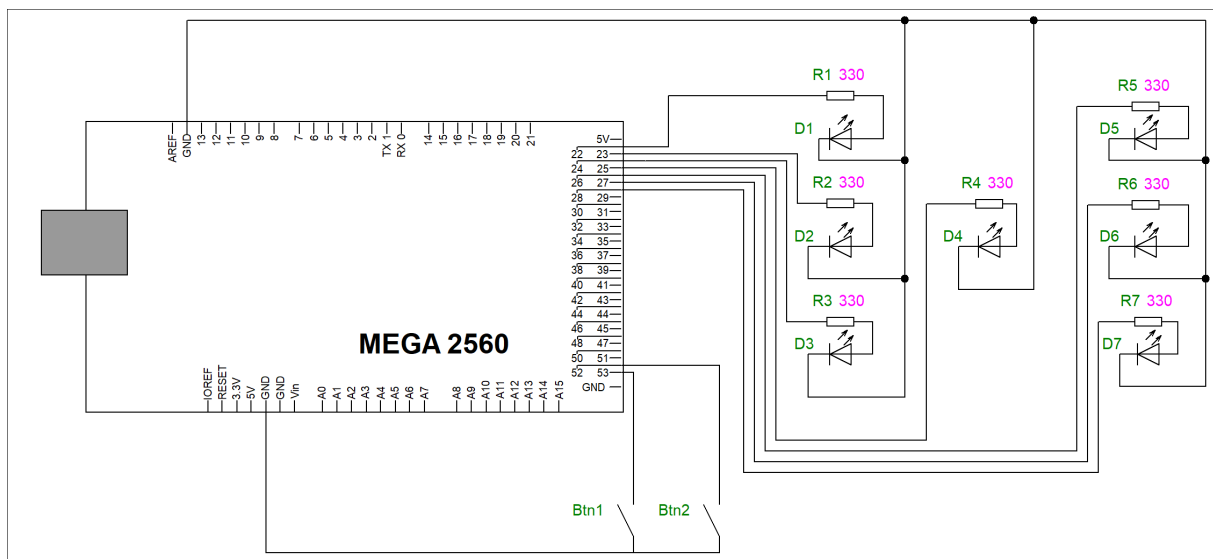 R1 330
R5 330
D1
D5
AREF
GND
13
12
11
10
9
8
7
6
5
4
3
2
TX 1
RX 0
14
15
16
17
18
19
20
21
5V
22 23
24 25
26 27
28 29
30 31
32 33
34 35
36 37
38 39
40 41
42 43
44 44
46 45
48 47
50 51
52 53
GND
R2 330
R4 330
R6 330
D2
D4
D6
R3 330
R7 330
D3
D7
MEGA 2560
IOREF
RESET
3.3V
5V
GND
GND
Vin
A0
A1
A2
A3
A4
A5
A6
A7
A8
A9
A10
A11
A12
A13
A14
A15
Btn1
Btn2